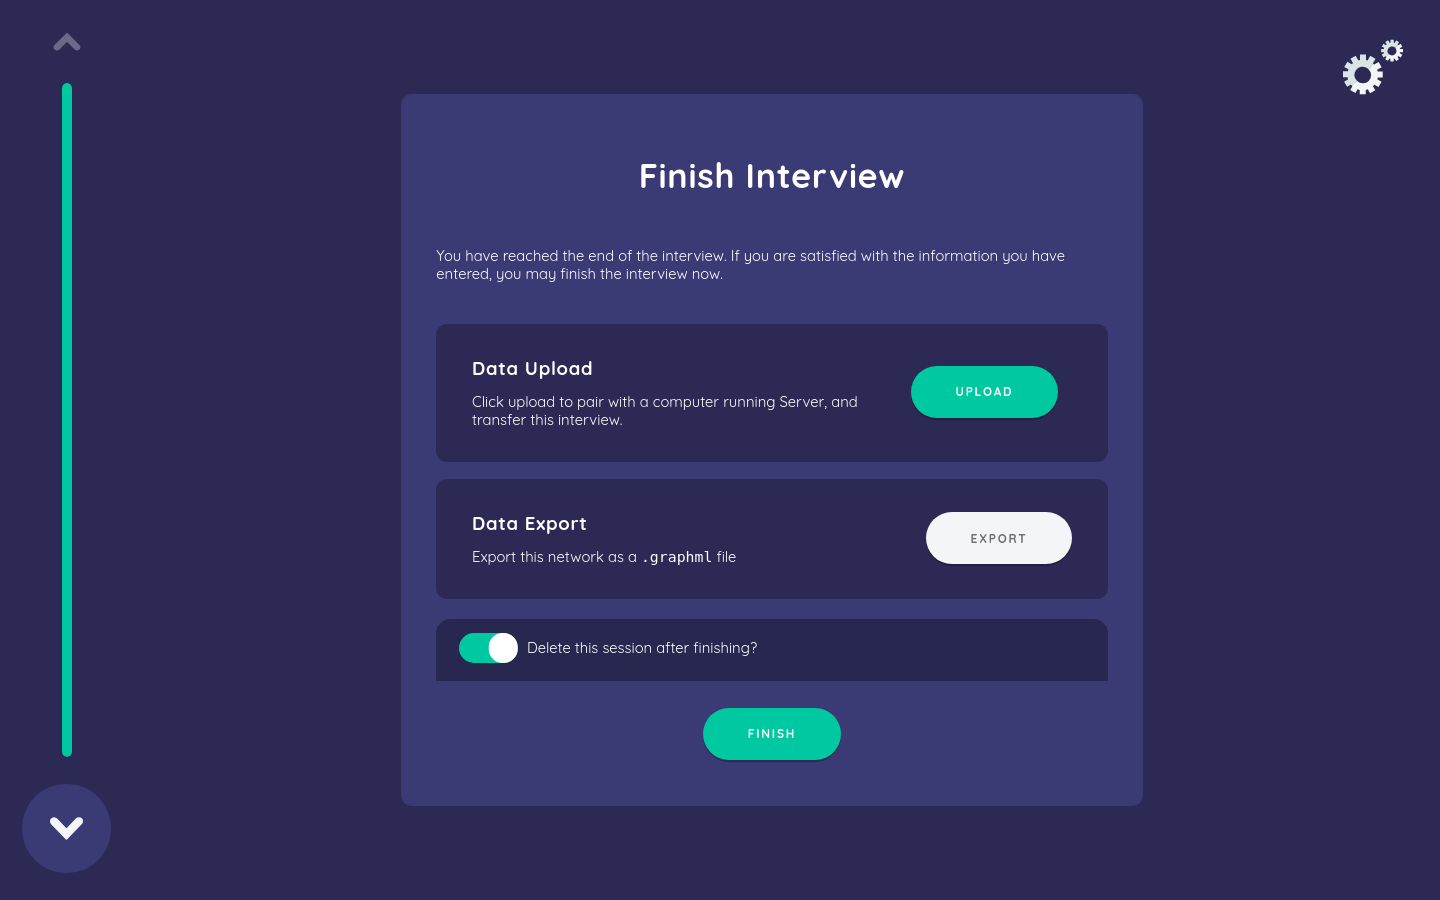 Finish Interview
You have reached the end of the interview. If you are satisfied with the information you have
entered, you may finish the interview now.
Data Upload
Click upload to pair with a computer running Server, and
transfer this interview.
UPLOAD
Data Export
Export this network as a .graphml file
EXPORT
Delete this session after finishing?
FINISH